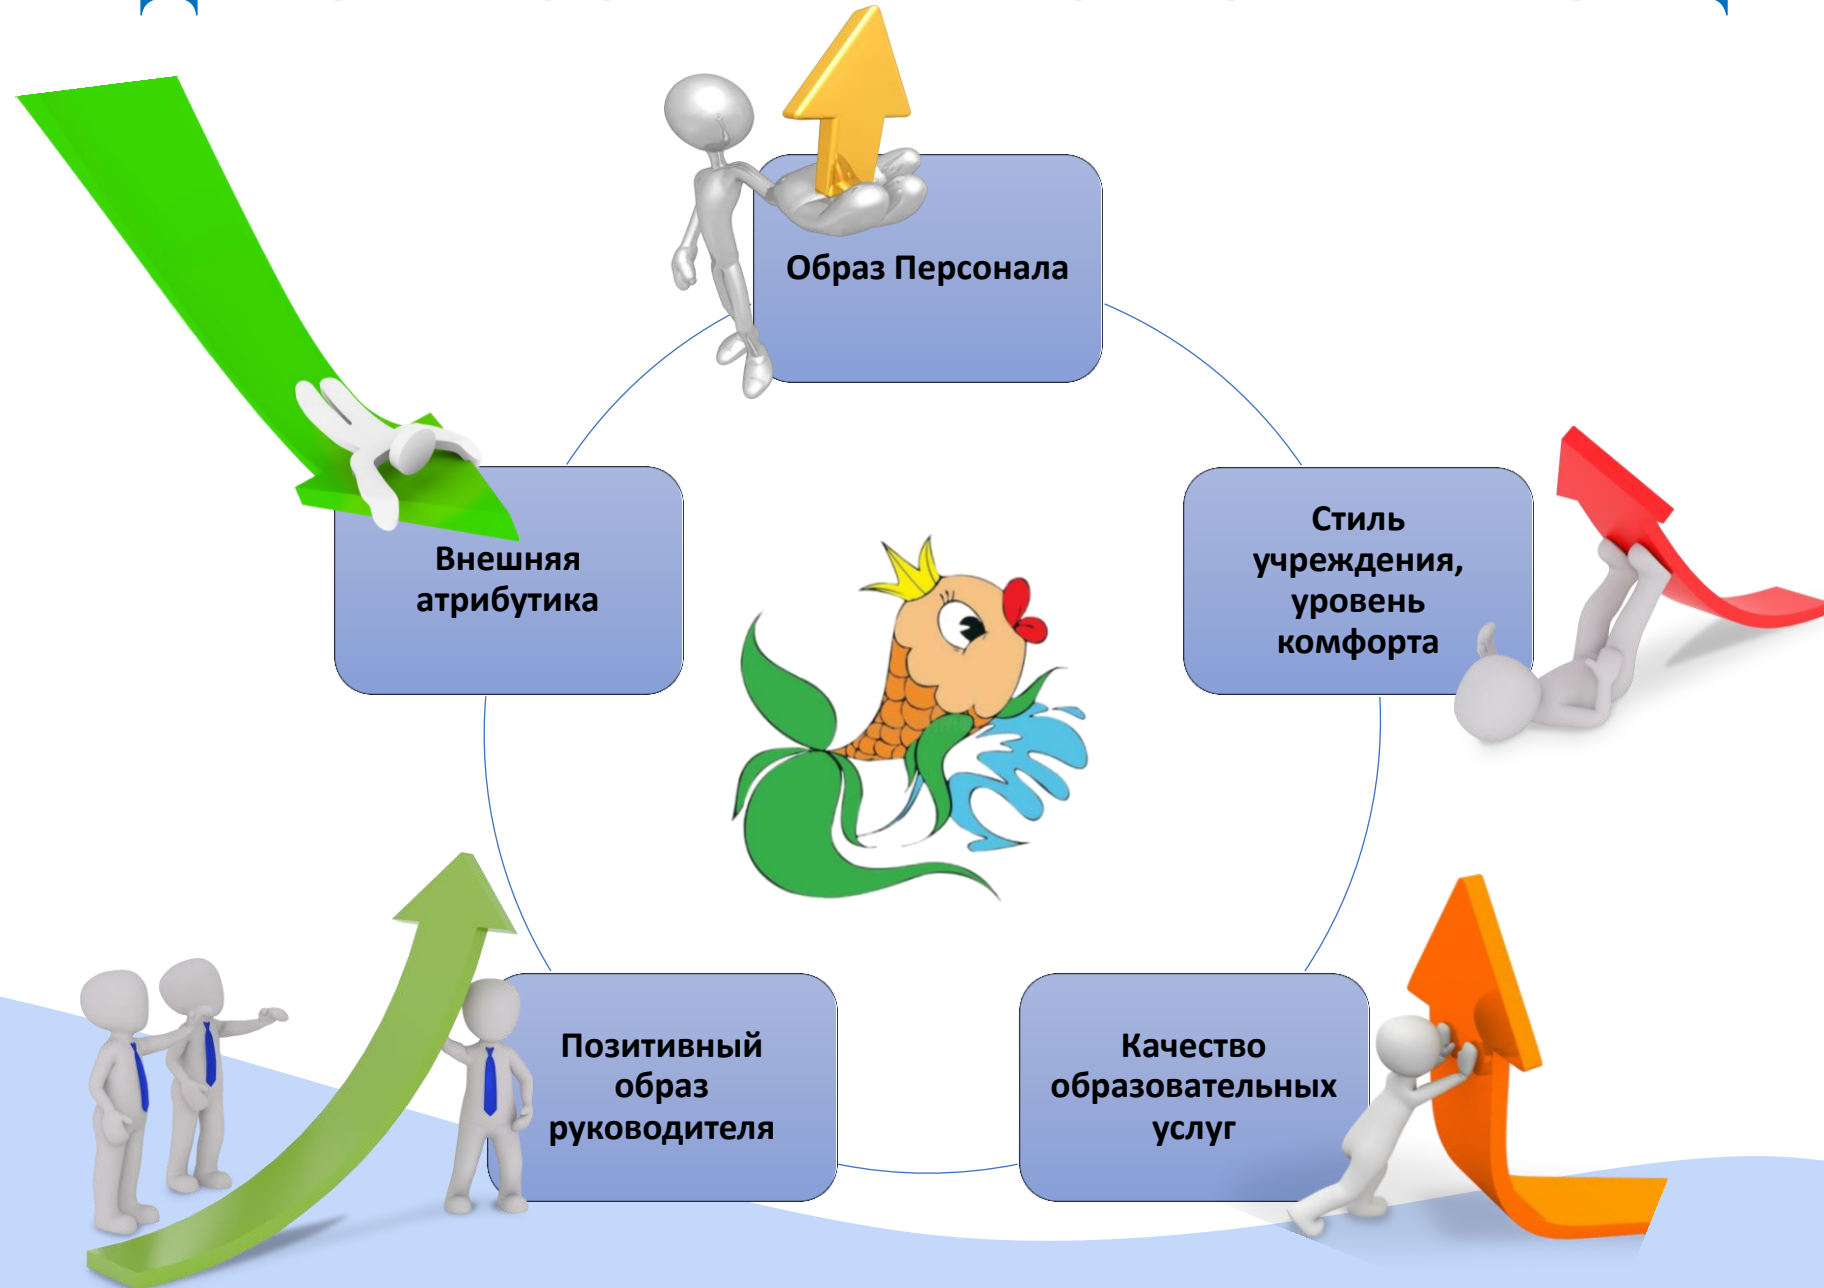 Образ Персонала
Стиль
учреждения,
уровень
комфорта
Внешняя
атрибутика
Позитивный
образ
руководителя
Качество
образовательных
услуг